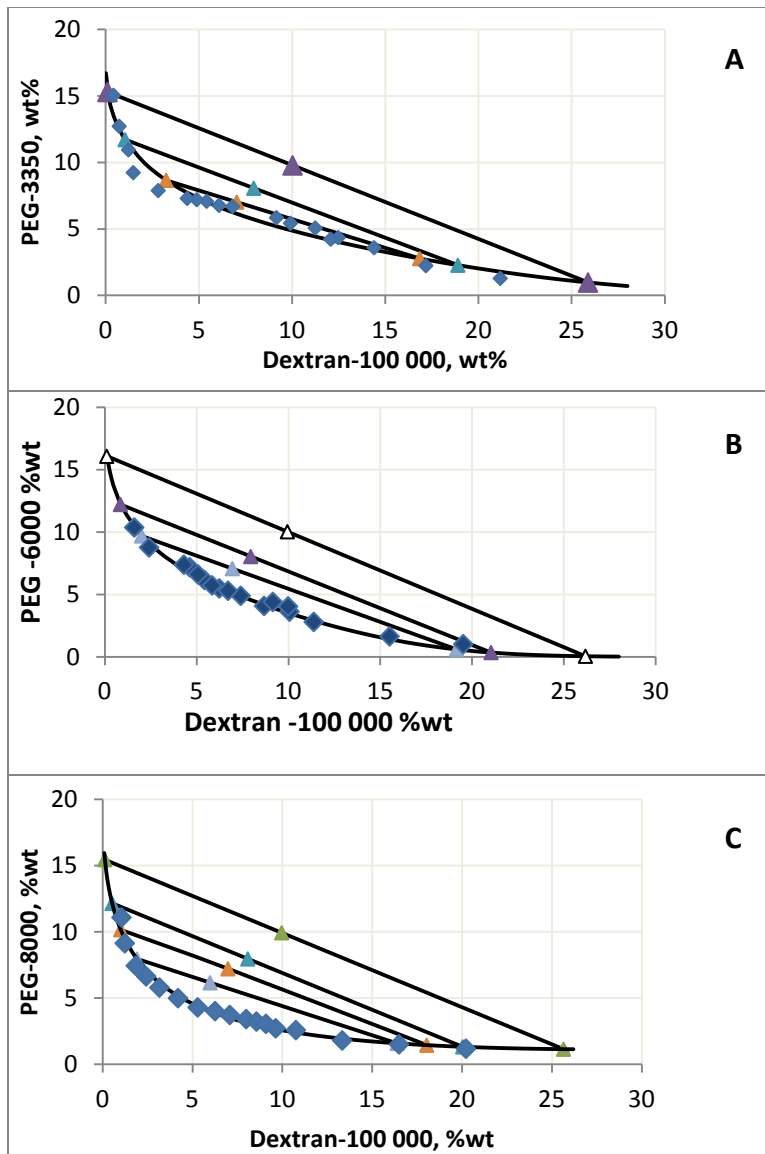 20
15
10
5
0
PEG-3350, wt%
A
0 5 10 15 20 25 30
Dextran-100 000, wt%
20
15
10
5
0
PEG -6000 %wt
B
0 5 10 15 20 25 30
Dextran -100 000 %wt
20
15
10
5
0
PEG-8000, %wt
C
0 5 10 15 20 25 30
Dextran-100 000, %wt